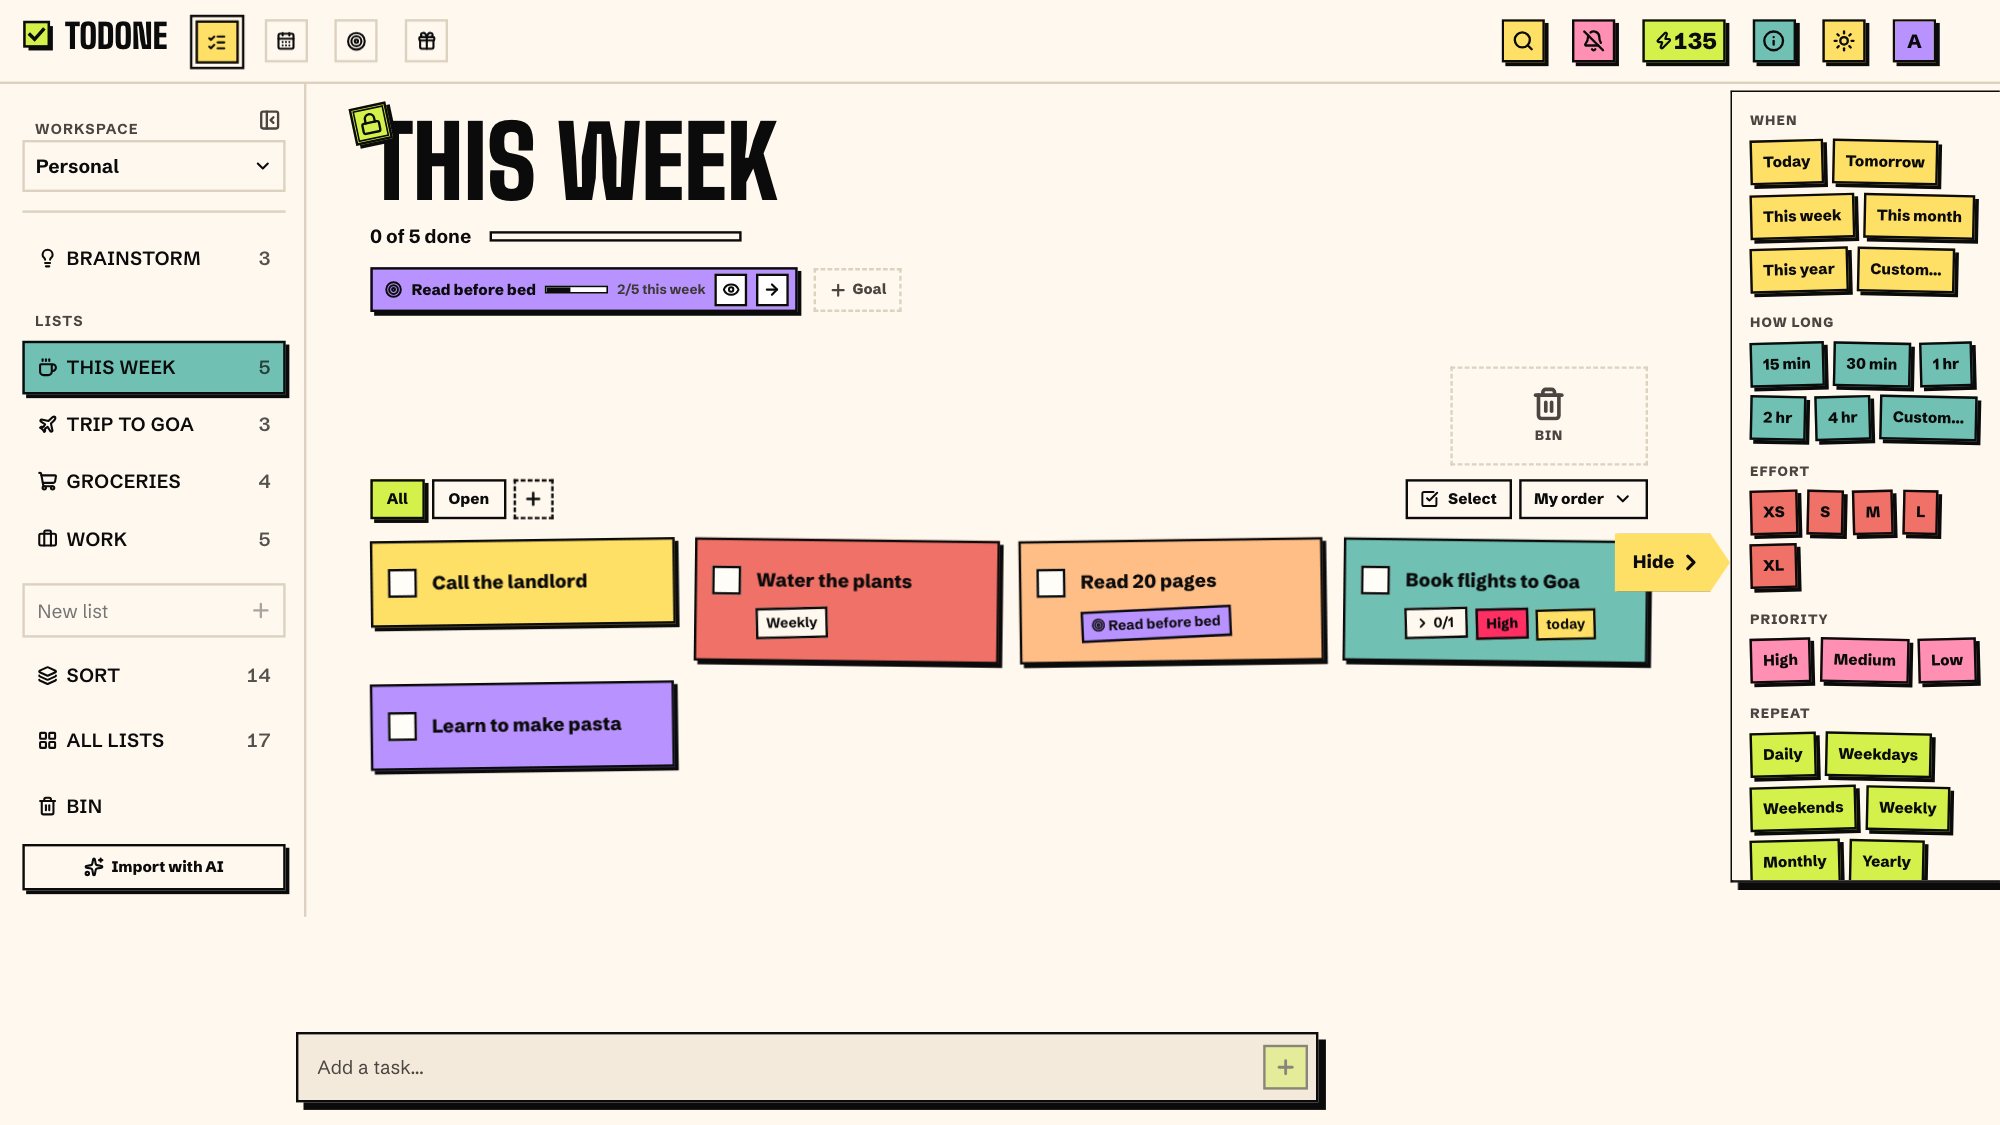 TODONE
135
A
WORKSPACE
Personal
BRAINSTORM 3
LISTS
THIS WEEK 5
TRIP TO GOA 3
GROCERIES 4
WORK 5
New list
SORT 14
ALL LISTS 17
BIN
Import with AI
THIS WEEK
0 of 5 done
Read before bed 2/5 this week
Goal
BIN
All
Open
Select
My order
Call the landlord
Water the plants
Weekly
Read 20 pages
Read before bed
Book flights to Goa
0/1 High today
Learn to make pasta
Hide
Add a task...
WHEN
Today Tomorrow
This week This month
This year Custom...
HOW LONG
15 min 30 min 1 hr
2 hr 4 hr Custom...
EFFORT
XS S M L
XL
PRIORITY
High Medium Low
REPEAT
Daily Weekdays
Weekends Weekly
Monthly Yearly